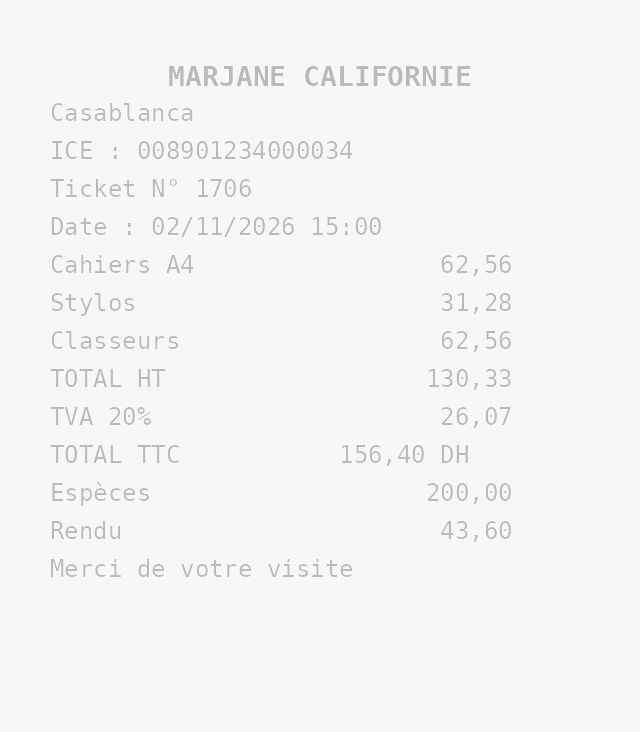 MARJANE CALIFORNIE
Casablanca
ICE : 008901234000034
Ticket N° 1706
Date : 02/11/2026 15:00
Cahiers A4 62,56
Stylos 31,28
Classeurs 62,56
TOTAL HT 130,33
TVA 20% 26,07
TOTAL TTC 156,40 DH
Espèces 200,00
Rendu 43,60
Merci de votre visite